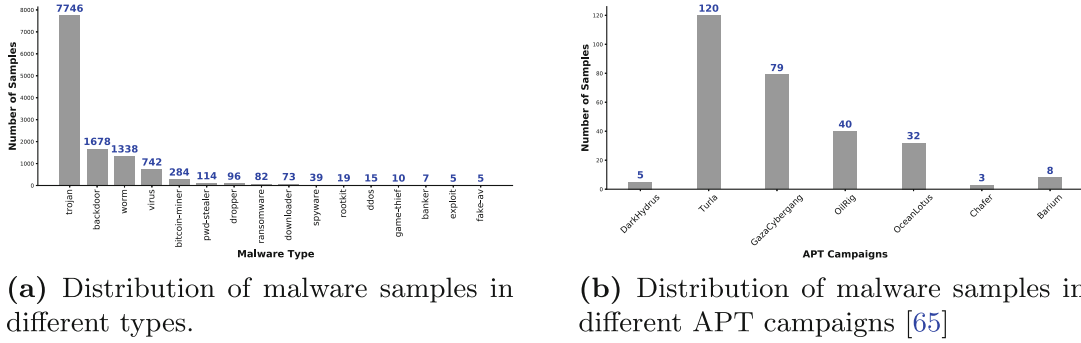 Number of Samples
8000
7000
6000
5000
4000
3000
2000
1000
0
7746
1678
1338
742
284
114
96
82
73
39
19
15
10
7
5
5
trojan
backdoor
worm
virus
bitcoin-miner
pwd-stealer
dropper
ransomware
downloader
spyware
rootkit
ddos
game-thief
banker
exploit
fake-av
Malware Type
(a) Distribution of malware samples in
different types.
Number of Samples
120
100
80
60
40
20
0
5
120
79
40
32
3
8
DarkHydrus
Turla
GazaCybergang
OilRig
OceanLotus
Chafer
Barium
APT Campaigns
(b) Distribution of malware samples in
different APT campaigns [65]